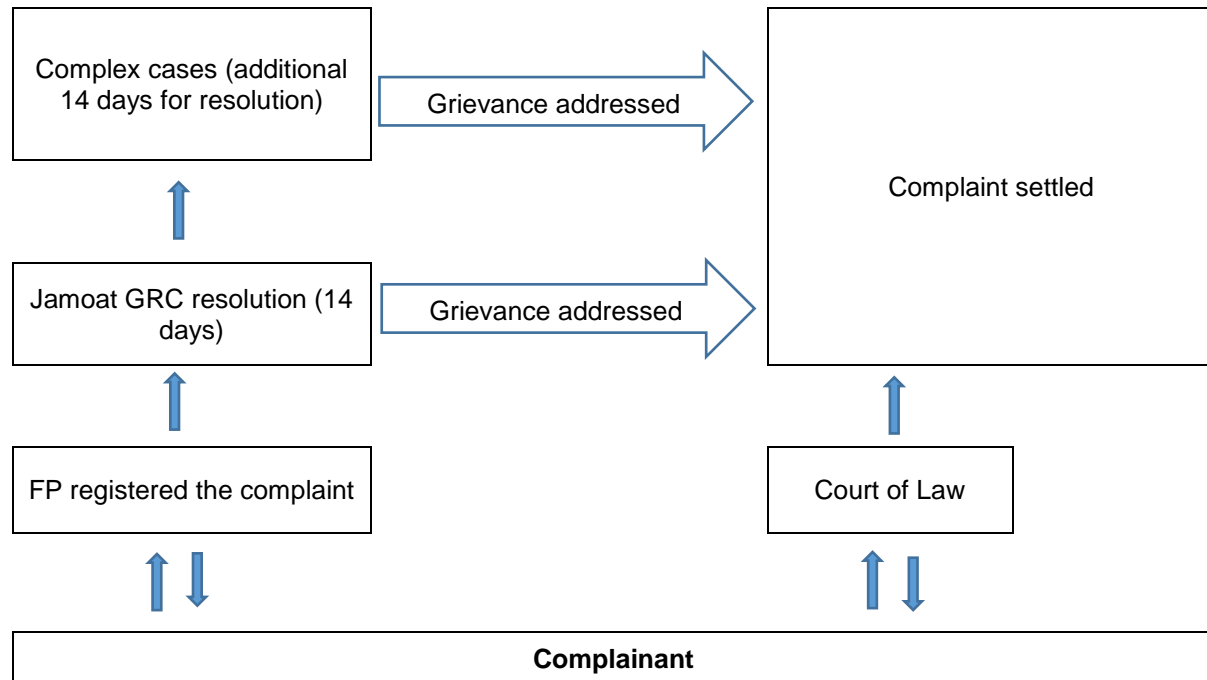 Complex cases (additional
14 days for resolution)
Grievance addressed
Complaint settled
Jamoat GRC resolution (14
days)
Grievance addressed
FP registered the complaint
Court of Law
Complainant